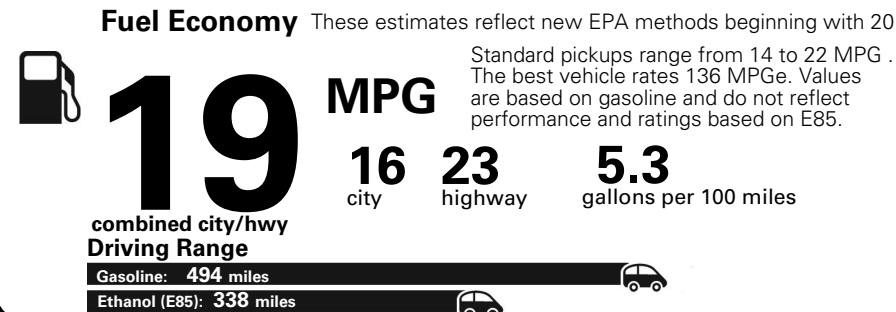 Fuel Economy These estimates reflect new EPA methods beginning with 20
Standard pickups range from 14 to 22 MPG .
The best vehicle rates 136 MPGe. Values
are based on gasoline and do not reflect
performance and ratings based on E85.
19 MPG
16 city 23 highway 5.3 gallons per 100 miles
combined city/hwy
Driving Range
Gasoline: 494 miles
Ethanol (E85): 338 miles